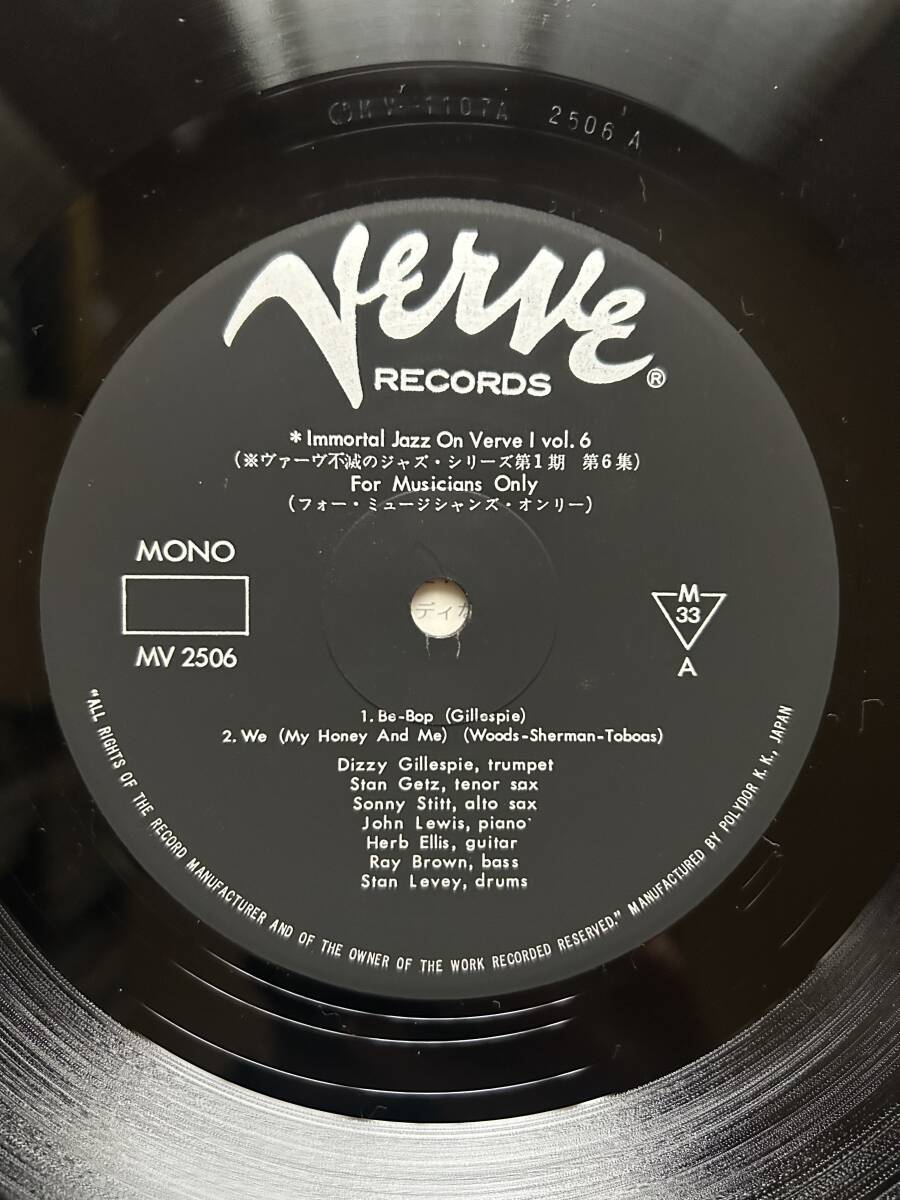 2506 A
Verve
RECORDS ®
*Immortal Jazz On Verve I vol. 6
(※ヴァーヴ不滅のジャズ・シリーズ第1期 第6集)
For Musicians Only
(フォー・ミュージシャンズ・オンリー)
MONO
MV 2506
M
33
A
ディガ
1. Be-Bop (Gillespie)
2. We (My Honey And Me) (Woods-Sherman-Toboas)
Dizzy Gillespie, trumpet
Stan Getz, tenor sax
Sonny Stitt, alto sax
John Lewis, piano
Herb Ellis, guitar
Ray Brown, bass
Stan Levey, drums
"ALL RIGHTS OF THE RECORD MANUFACTURER AND OF THE OWNER OF THE WORK RECORDED RESERVED." MANUFACTURED BY POLYDOR K. K., JAPAN